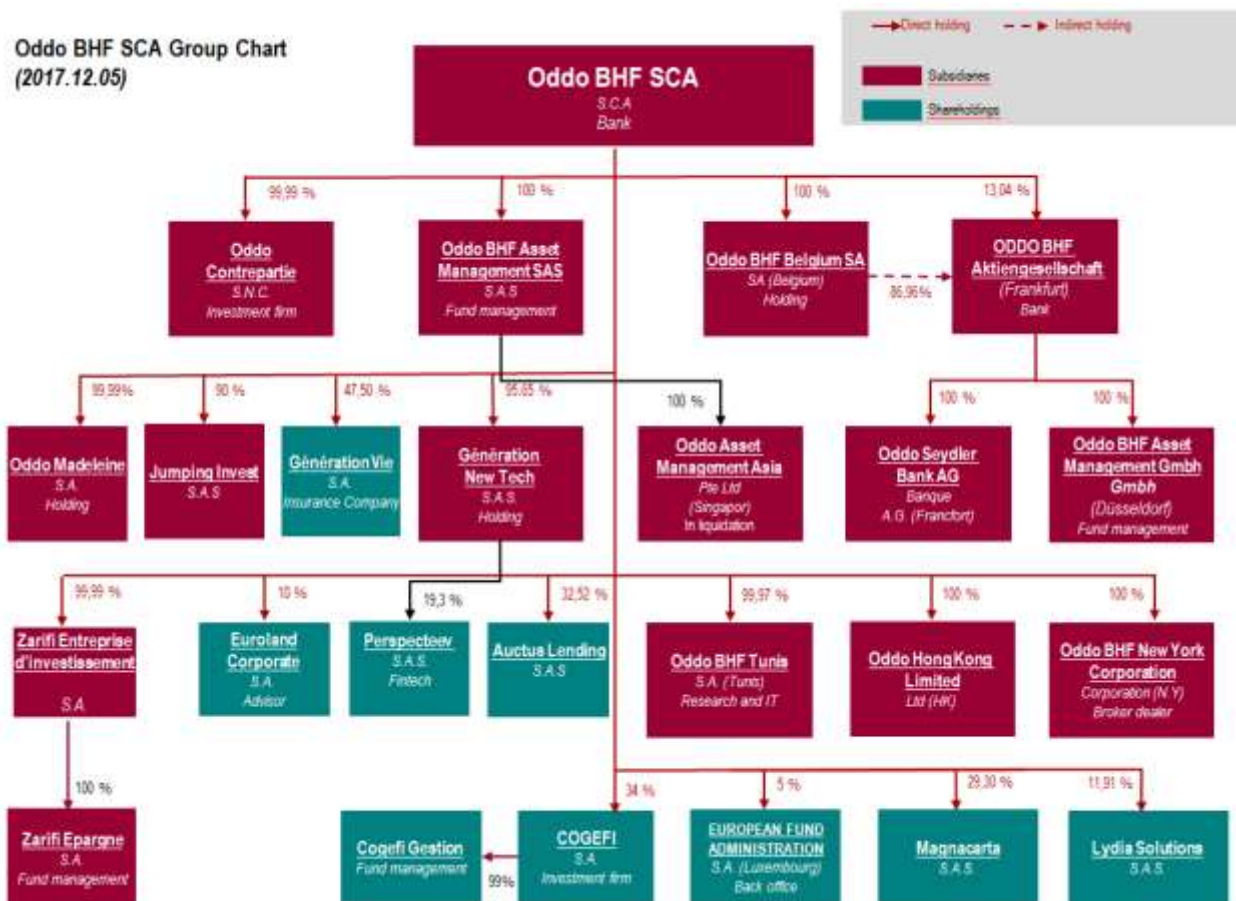 Oddo BHF SCA Group Chart
(2017.12.05)
Direct holding
Indirect holding
Subsidiaries
Shareholdings
Oddo BHF SCA
S.C.A
Bank
99,99 %
100 %
100 %
13,04 %
Oddo
Contrepartie
S.N.C.
Investment firm
Oddo BHF Asset
Management SAS
S.A.S
Fund management
Oddo BHF Belgium SA
SA (Belgium)
Holding
86,96%
ODDO BHF
Aktiengesellschaft
(Frankfurt)
Bank
99,99%
90 %
47,50 %
95,65 %
100 %
100 %
100 %
Oddo Madeleine
S.A.
Holding
Jumping Invest
S.A.S
Génération Vie
S.A.
Insurance Company
Génération
New Tech
S.A.S.
Holding
Oddo Asset
Management Asia
Pte Ltd
(Singapor)
In liquidation
Oddo Seydler
Bank AG
Banque
A.G. (Francfort)
Oddo BHF Asset
Management Gmbh
Gmbh
(Düsseldorf)
Fund management
99,99 %
10 %
19,3 %
32,52 %
99,97 %
100 %
100 %
Zarifi Entreprise
d'investissement
S.A.
Euroland
Corporate
S.A.
Advisor
Perspecteev
S.A.S.
Fintech
Auctus Lending
S.A.S
Oddo BHF Tunis
S.A. (Tunis)
Research and IT
Oddo Hong Kong
Limited
Ltd (HK)
Oddo BHF New York
Corporation
Corporation (N.Y)
Broker dealer
100 %
34 %
5 %
29,30 %
11,91 %
Zarifi Epargne
S.A.
Fund management
Cogefi Gestion
Fund management
99%
COGEFI
S.A.
Investment firm
EUROPEAN FUND
ADMINISTRATION
S.A. (Luxembourg)
Back office
Magnacarta
S.A.S.
Lydia Solutions
S.A.S.